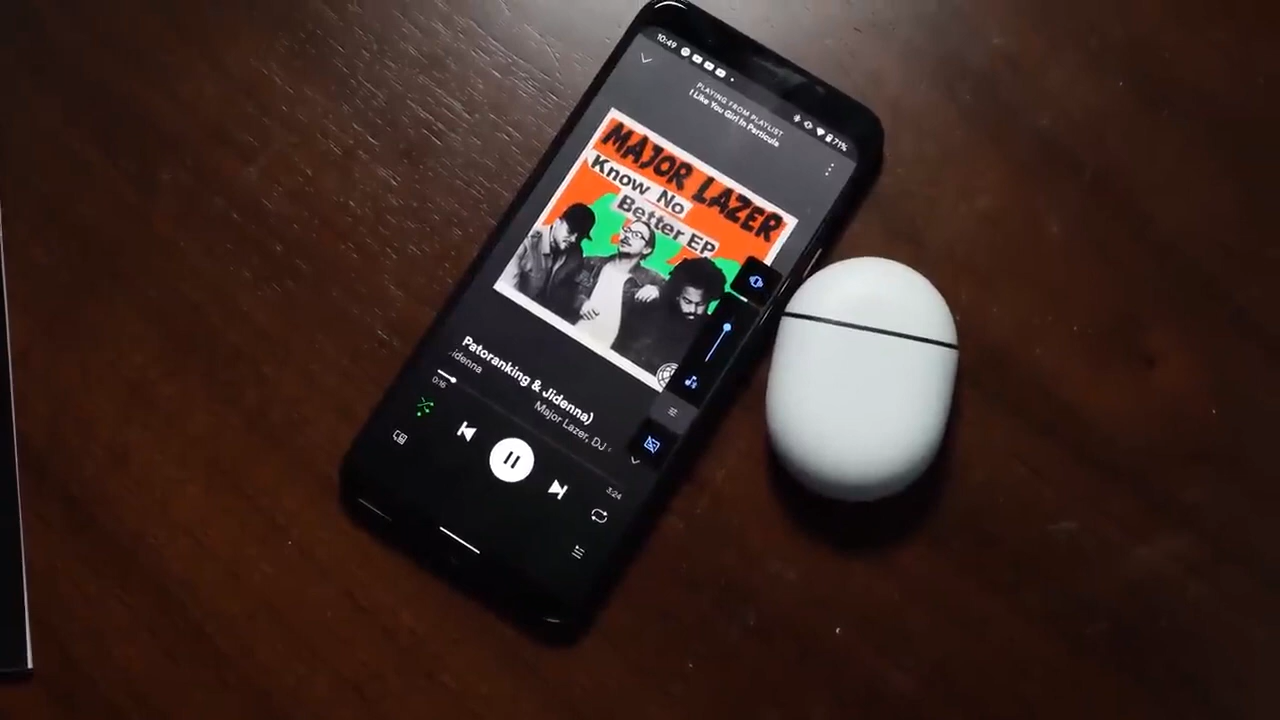 10:49
71%
PLAYING FROM PLAYLIST
I Like You Girl In Particula
MAJOR LAZER
Know No
Better EP
Patoranking & Jidenna)
Jidenna
Major Lazer, DJ
0:16
3:24